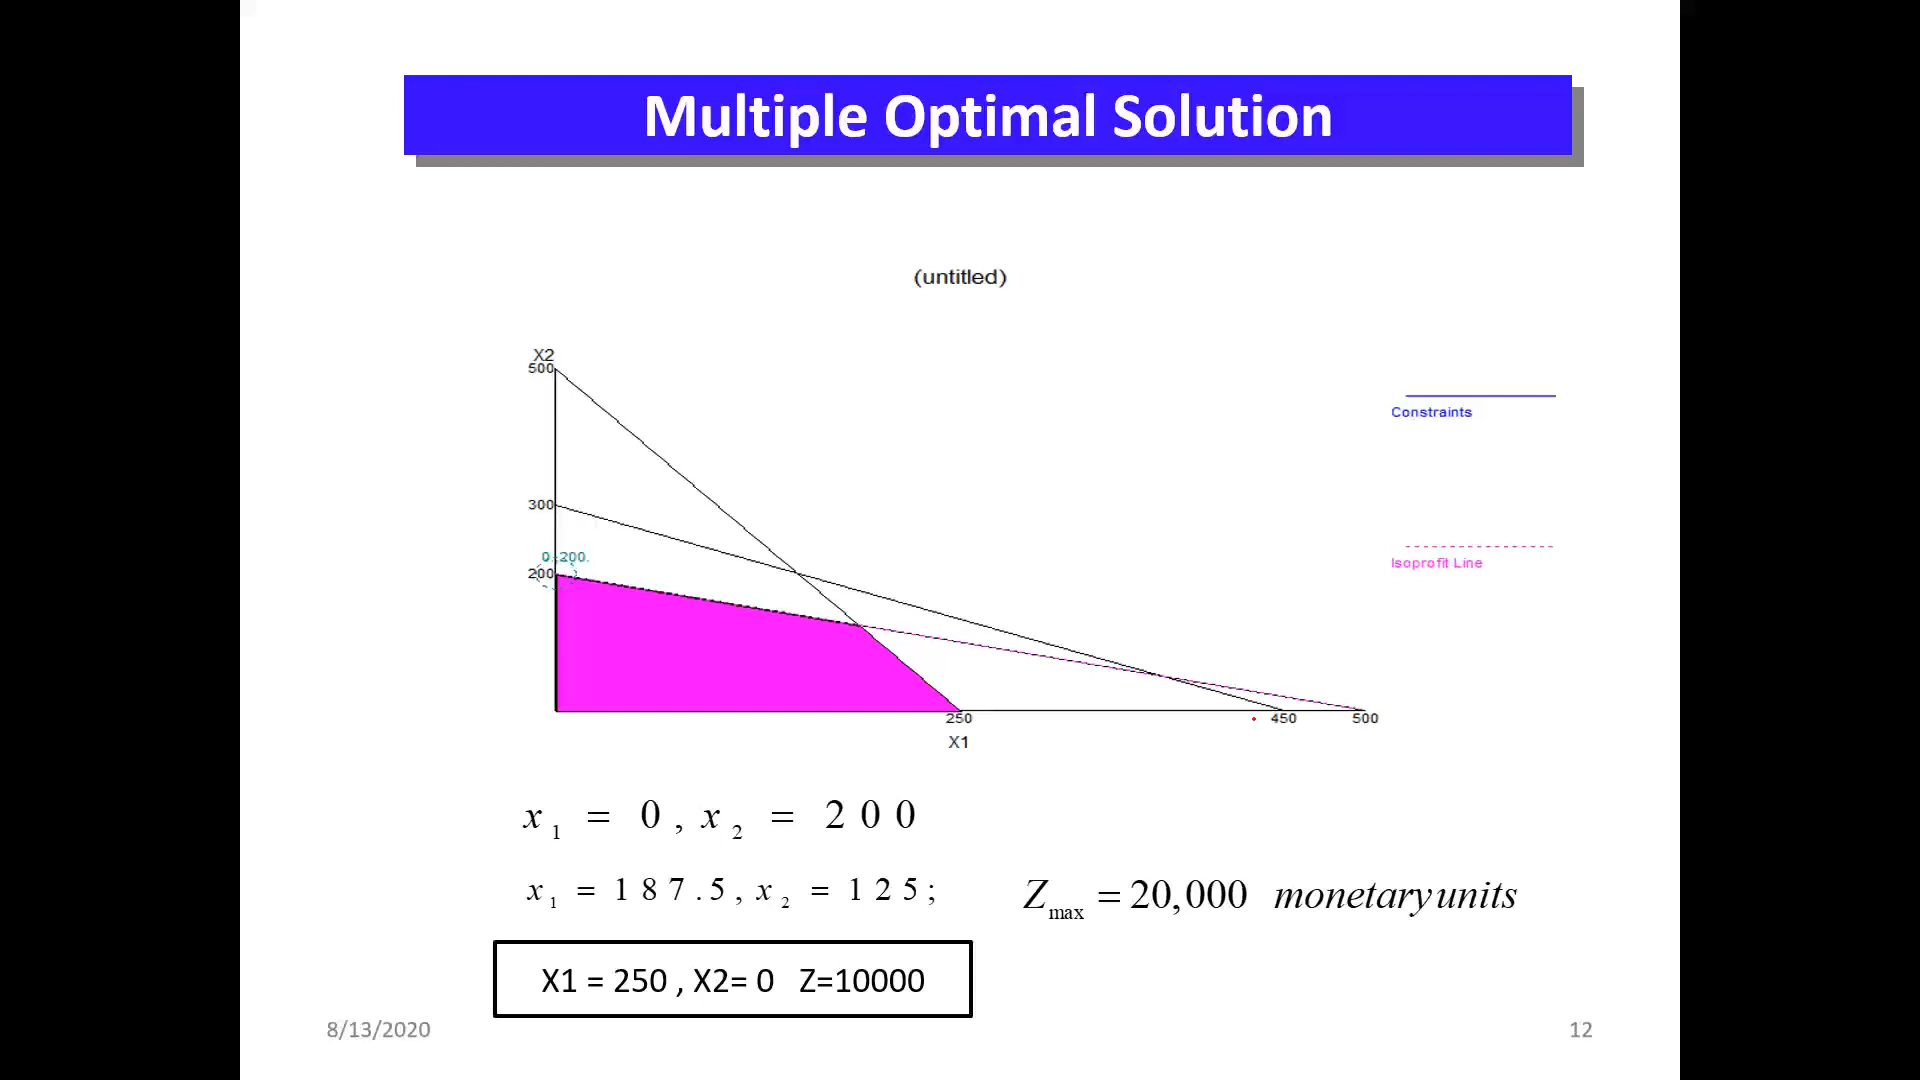 Multiple Optimal Solution
(untitled)
X2
500
Constraints
300
Isoprofit Line
0 200.
200
250
450
500
X1
x1 = 0, x2 = 200
x1 = 187.5, x2 = 125;
Zmax = 20,000 monetary units
X1 = 250 , X2= 0 Z=10000
8/13/2020
12